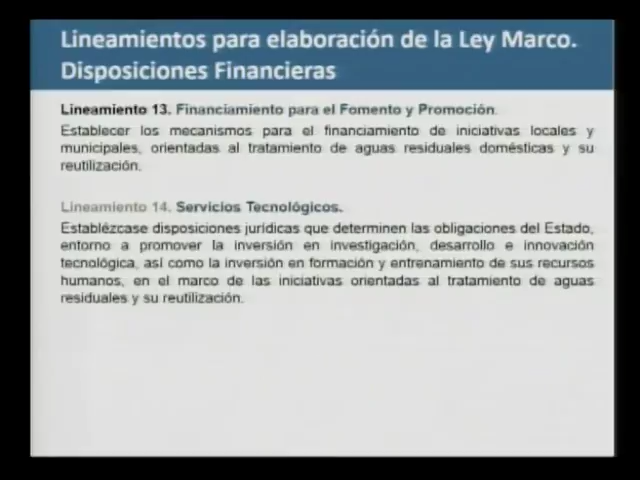 Lineamientos para elaboración de la Ley Marco.
Disposiciones Financieras
Lineamiento 13. Financiamiento para el Fomento y Promoción.
Establecer los mecanismos para el financiamiento de iniciativas locales y
municipales, orientadas al tratamiento de aguas residuales domésticas y su
reutilización.
Lineamiento 14. Servicios Tecnológicos.
Establézcase disposiciones jurídicas que determinen las obligaciones del Estado,
entorno a promover la inversión en investigación, desarrollo e innovación
tecnológica, así como la inversión en formación y entrenamiento de sus recursos
humanos, en el marco de las iniciativas orientadas al tratamiento de aguas
residuales y su reutilización.